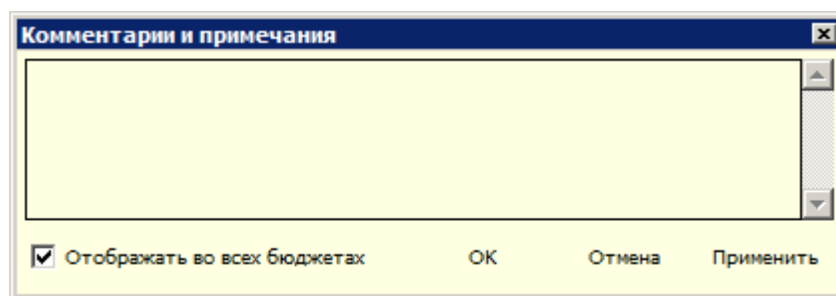 Комментарии и примечания
Отображать во всех бюджетах OK Отмена Применить